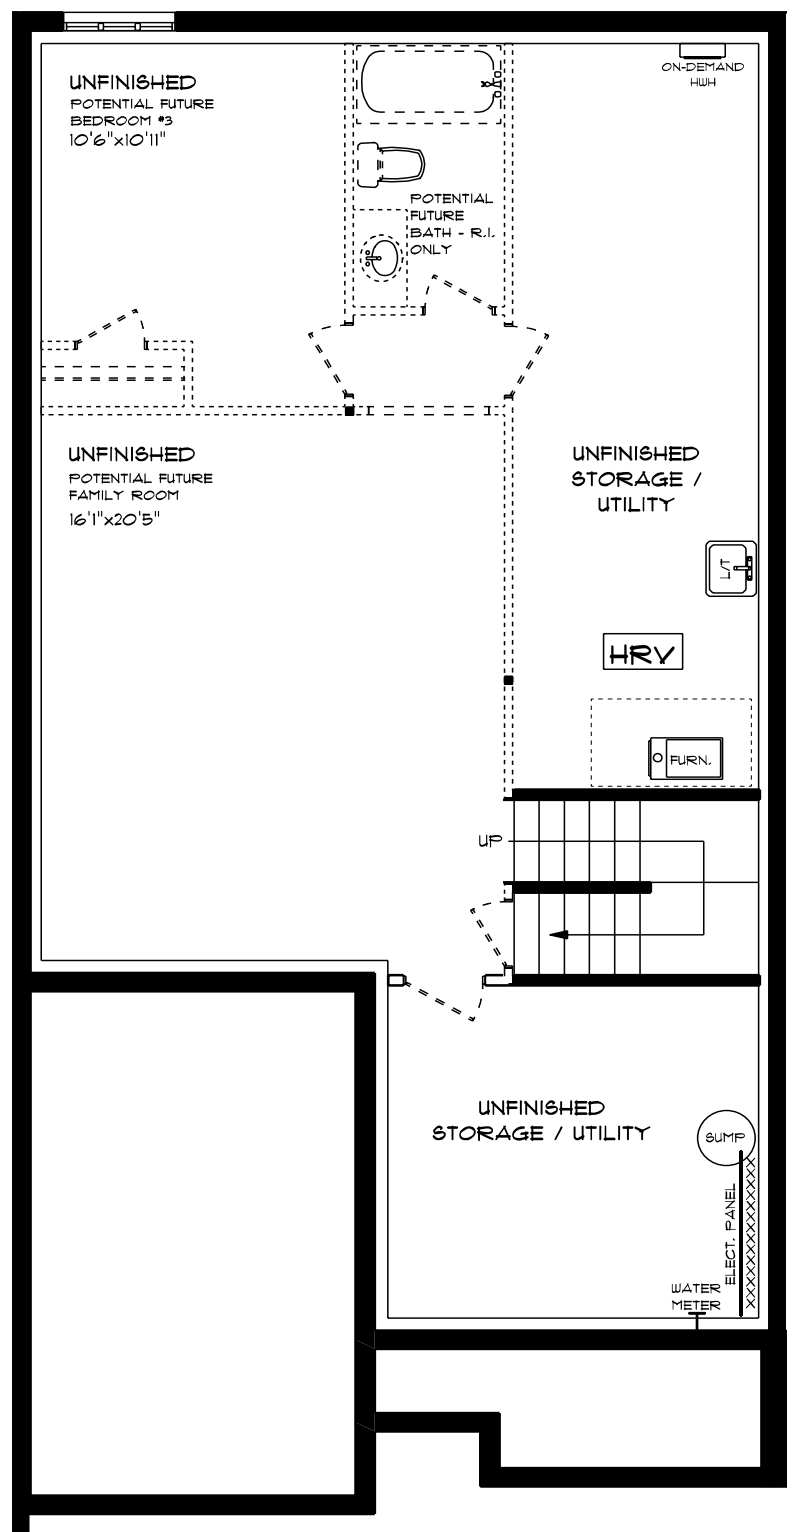 UNFINISHED
POTENTIAL FUTURE
BEDROOM #3
10'6"x10'11"
ON-DEMAND
HWH
POTENTIAL
FUTURE
BATH - R.I.
ONLY
UNFINISHED
POTENTIAL FUTURE
FAMILY ROOM
16'1"x20'5"
UNFINISHED
STORAGE /
UTILITY
L/T
HRV
FURN.
UP
UNFINISHED
STORAGE / UTILITY
SUMP
ELECT. PANEL
WATER
METER